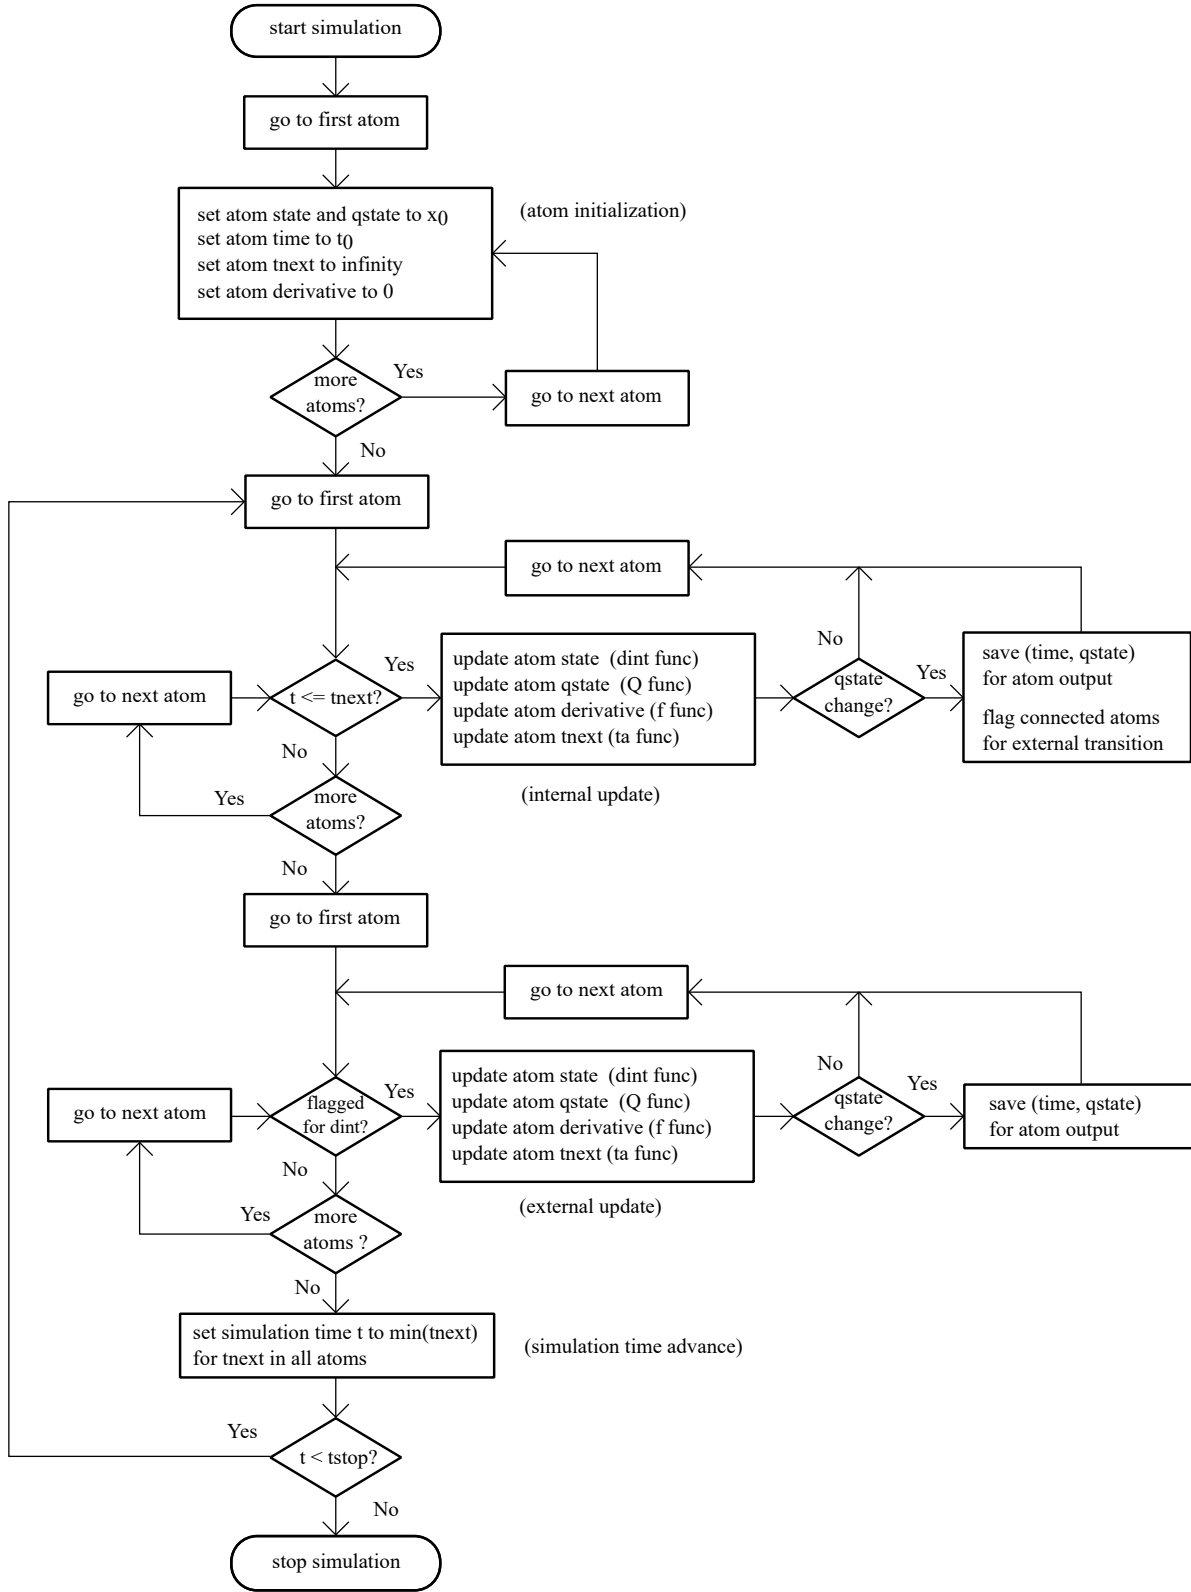 start simulation
go to first atom
set atom state and qstate to x0
set atom time to t0
set atom tnext to infinity
set atom derivative to 0
(atom initialization)
more
atoms?
Yes
go to next atom
No
go to first atom
go to next atom
go to next atom
t <= tnext?
Yes
update atom state (dint func)
update atom qstate (Q func)
update atom derivative (f func)
update atom tnext (ta func)
(internal update)
No
qstate
change?
Yes
save (time, qstate)
for atom output
flag connected atoms
for external transition
No
more
atoms?
Yes
No
go to first atom
go to next atom
go to next atom
flagged
for dint?
Yes
update atom state (dint func)
update atom qstate (Q func)
update atom derivative (f func)
update atom tnext (ta func)
(external update)
No
qstate
change?
Yes
save (time, qstate)
for atom output
No
more
atoms ?
Yes
No
set simulation time t to min(tnext)
for tnext in all atoms
(simulation time advance)
Yes
t < tstop?
No
stop simulation